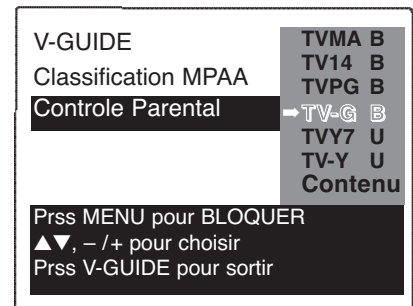 V-GUIDE
Classification MPAA
Controle Parental
TVMA B
TV14 B
TVPG B
➡TV-G B
TVY7 U
TV-Y U
Contenu
Prss MENU pour BLOQUER
▲▼, – /+ pour choisir
Prss V-GUIDE pour sortir